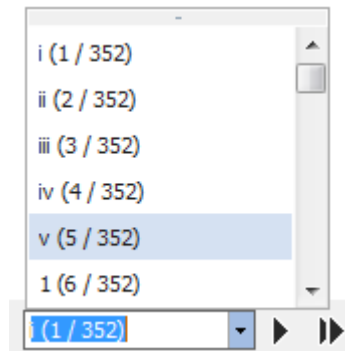 i (1 / 352)
ii (2 / 352)
iii (3 / 352)
iv (4 / 352)
v (5 / 352)
1 (6 / 352)
i (1 / 352)